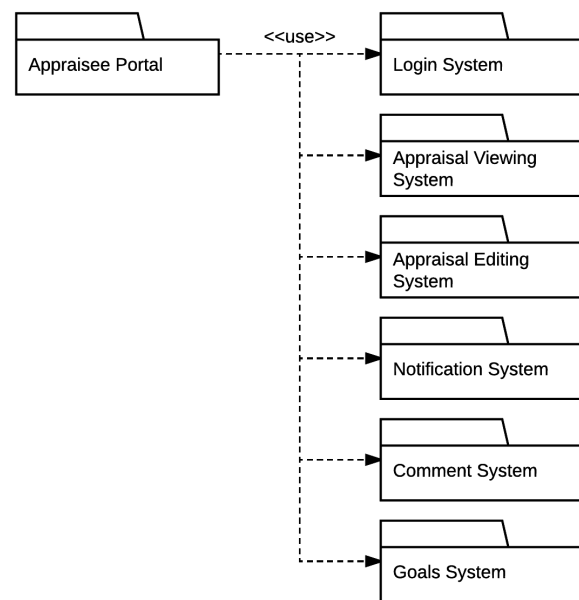 <<use>>
Appraisee Portal
Login System
Appraisal Viewing
System
Appraisal Editing
System
Notification System
Comment System
Goals System